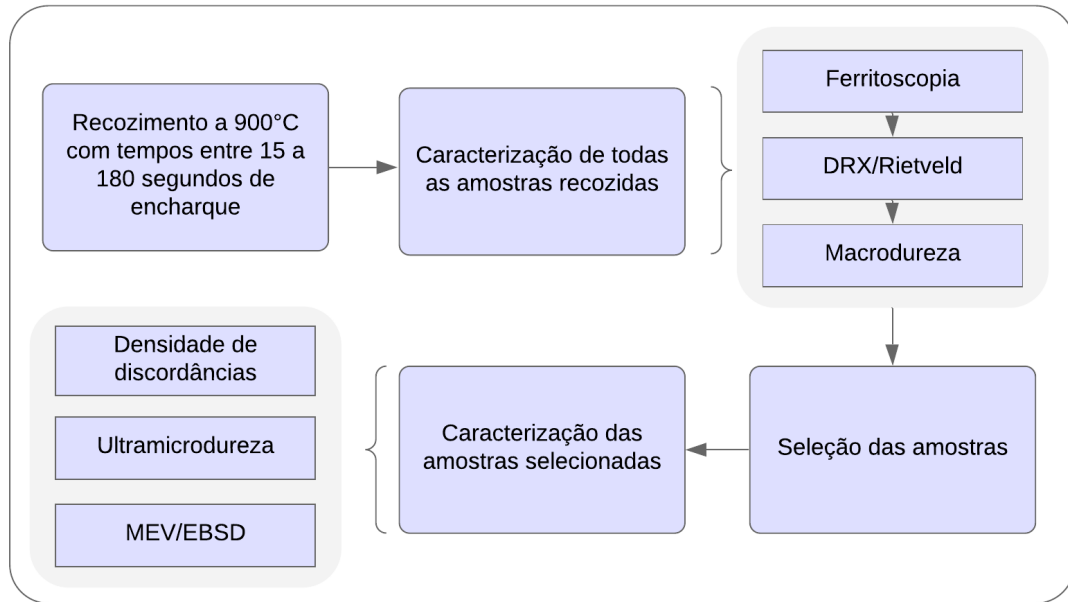 Recozimento a 900°C
com tempos entre 15 a
180 segundos de
encharque
Caracterização de todas
as amostras recozidas
Ferritoscopia
DRX/Rietveld
Macrodureza
Seleção das amostras
Caracterização das
amostras selecionadas
Densidade de
discordâncias
Ultramicrodureza
MEV/EBSD